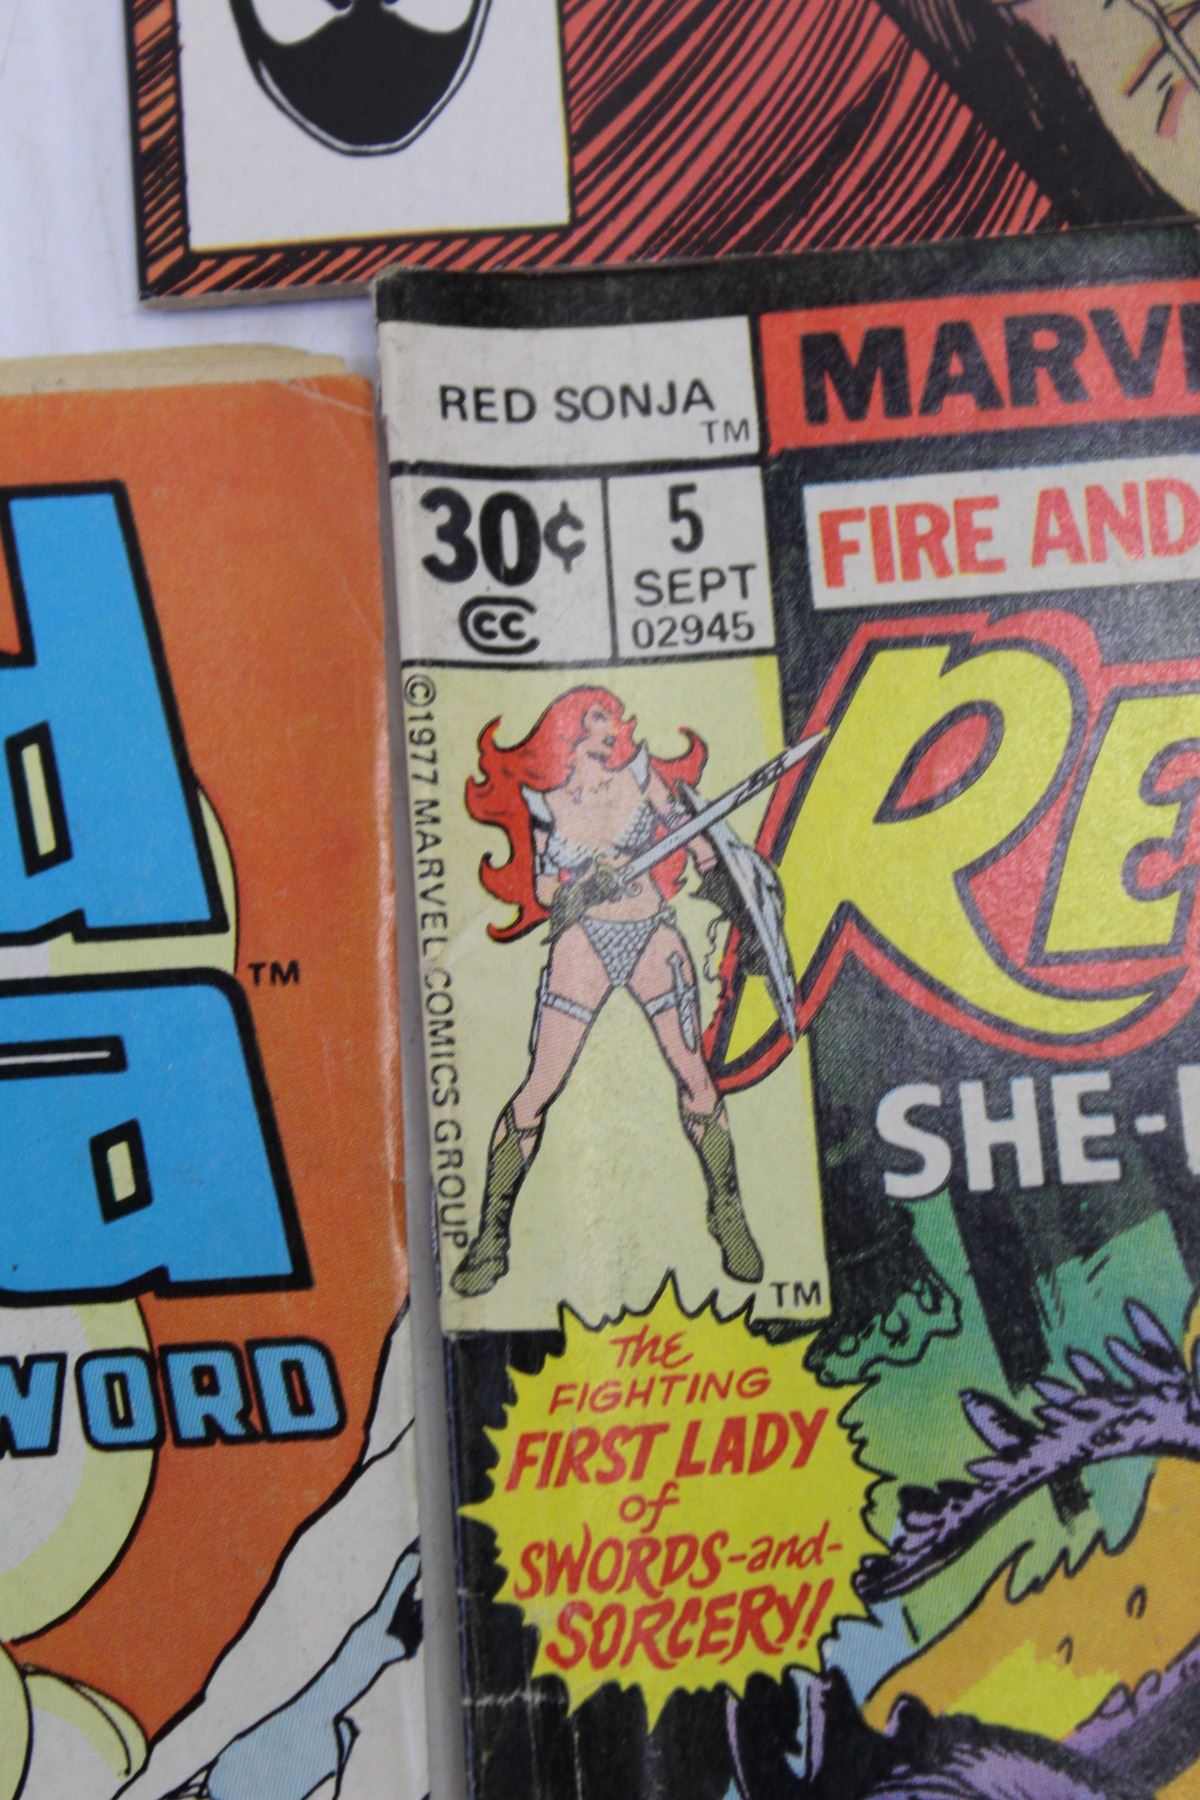 RED SONJA
TM
MARV
30¢
5
SEPT
02945
CC
FIRE AND
©1977 MARVEL COMICS GROUP
RE
SHE-
TM
The
FIGHTING
FIRST LADY
of
SWORDS-and-
SORCERY!
d
TM
a
WORD